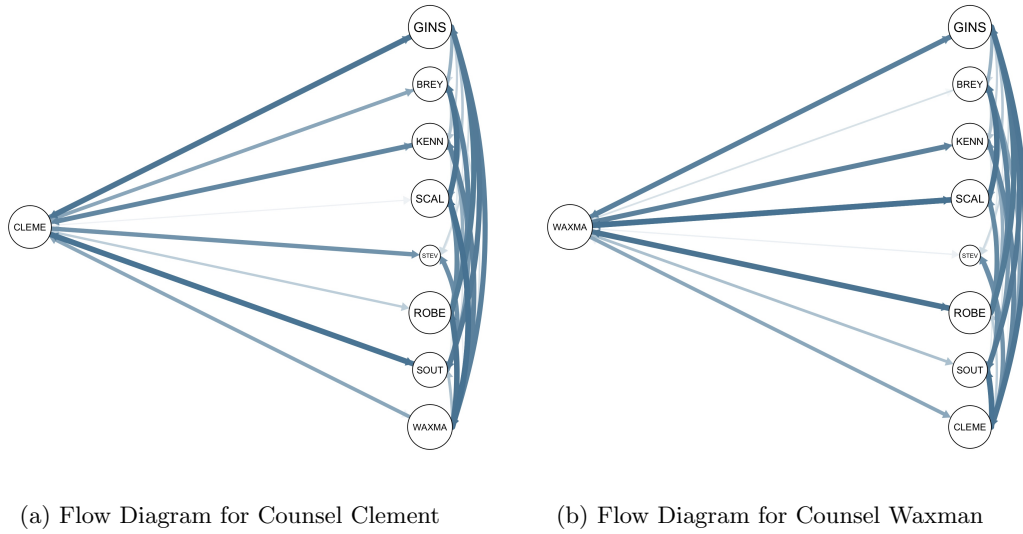 GINS
BREY
KENN
SCAL
CLEME
STEV
ROBE
SOUT
WAXMA
(a) Flow Diagram for Counsel Clement
GINS
BREY
KENN
SCAL
WAXMA
STEV
ROBE
SOUT
CLEME
(b) Flow Diagram for Counsel Waxman